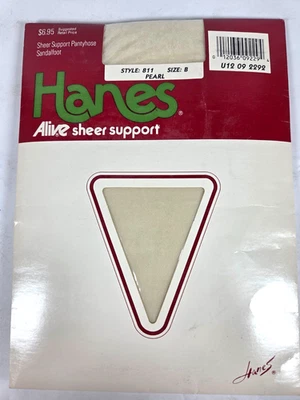 $6.95 Suggested Retail Price
Sheer Support Pantyhose
Sandalfoot
STYLE: 811 SIZE: B
PEARL
U12 09 2292
Hanes®
Alive sheer support
Hanes